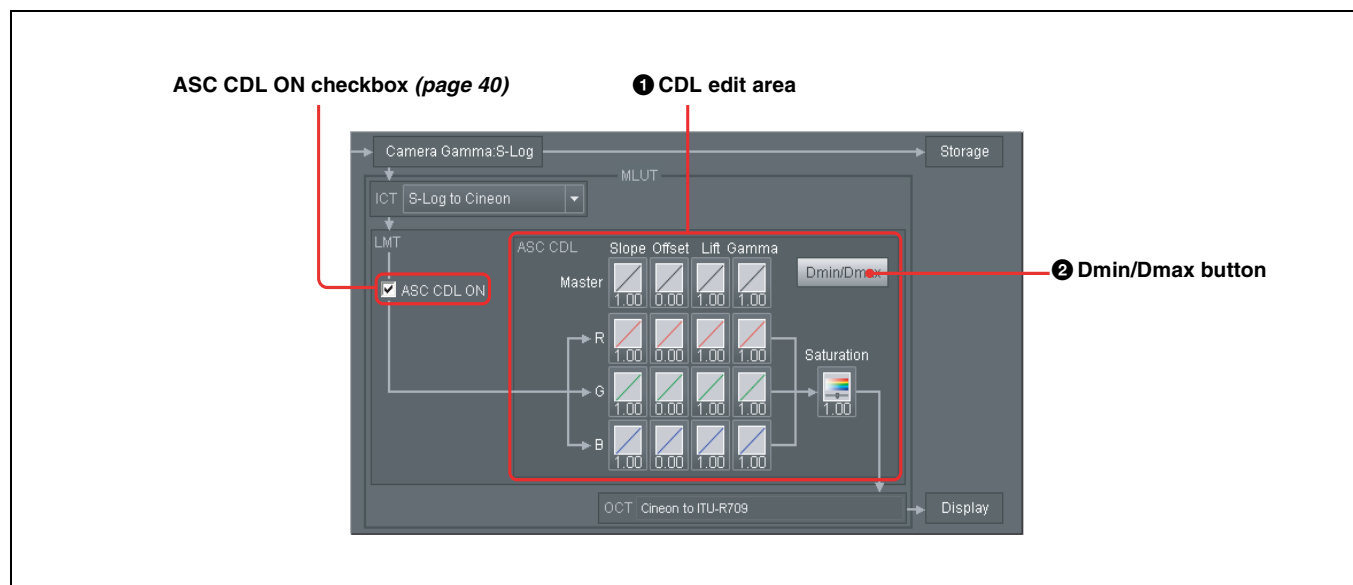 ASC CDL ON checkbox (page 40)
❶ CDL edit area
Camera Gamma:S-Log
Storage
MLUT
ICT S-Log to Cineon
LMT
ASC CDL
Slope Offset Lift Gamma
Dmin/Dmax
❷ Dmin/Dmax button
ASC CDL ON
Master
1.00 0.00 1.00 1.00
R
1.00 0.00 1.00 1.00
Saturation
G
1.00 0.00 1.00 1.00
1.00
B
1.00 0.00 1.00 1.00
OCT Cineon to ITU-R709
Display